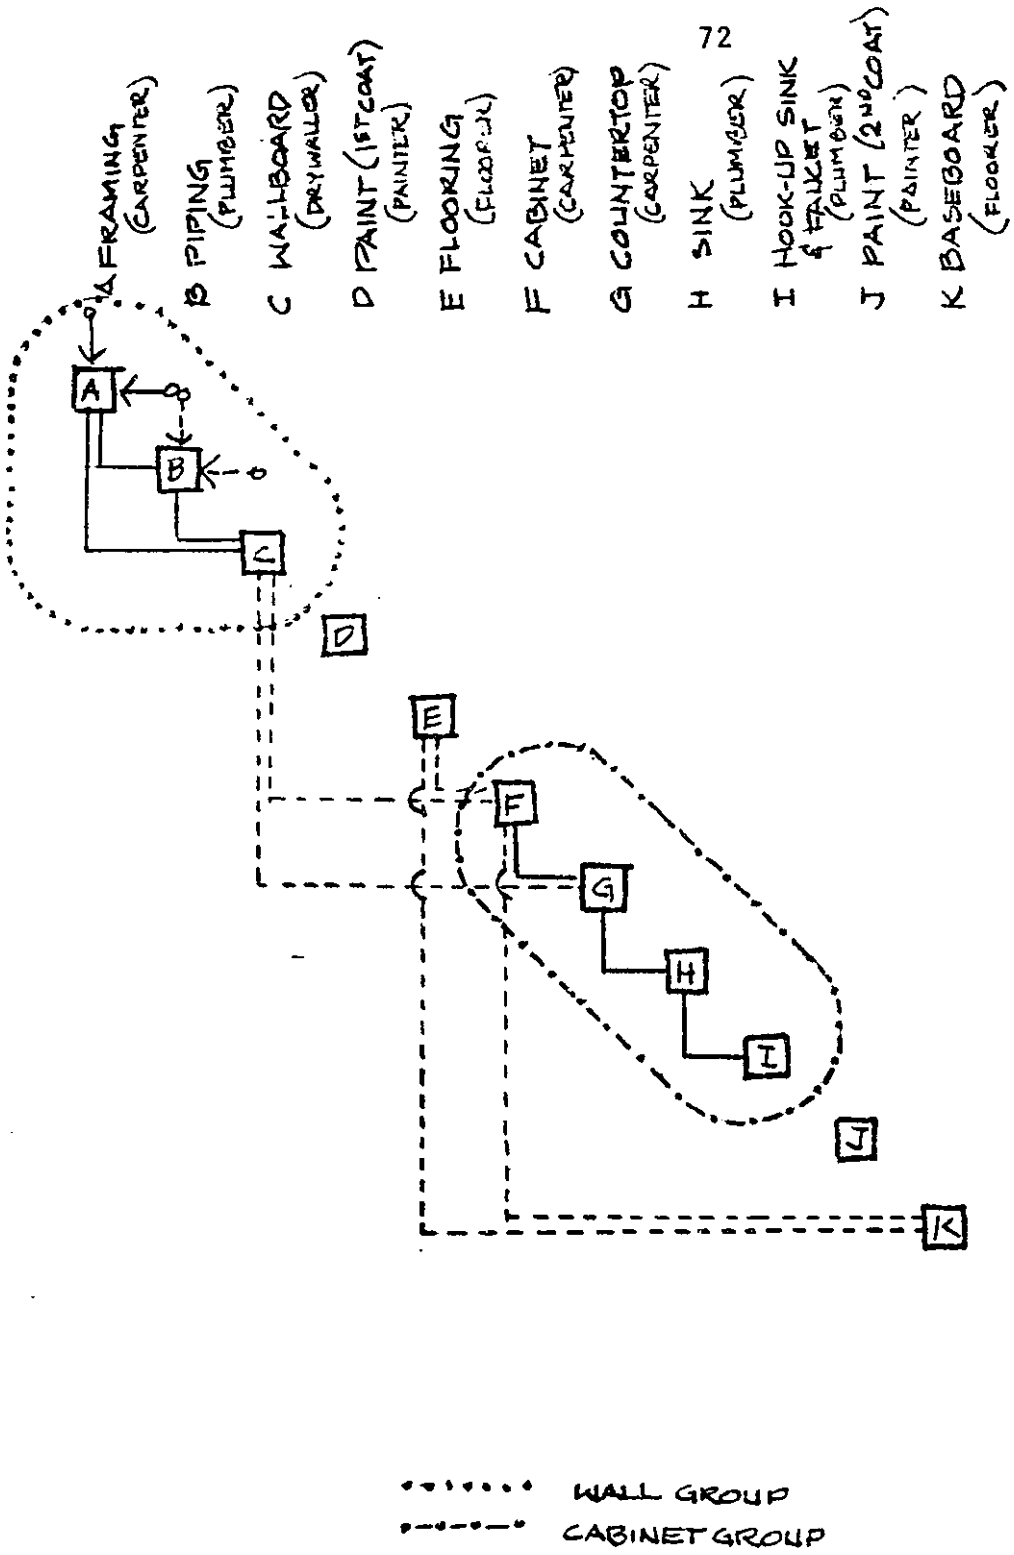 72
A FRAMING
(CARPENTER)
B PIPING
(PLUMBER)
C WALLBOARD
(DRYWALLER)
D PAINT (1ST COAT)
(PAINTER)
E FLOORING
(FLOORER)
F CABINET
(CARPENTER)
G COUNTERTOP
(CARPENTER)
H SINK
(PLUMBER)
I HOOK-UP SINK
& FAUCET
(PLUMBER)
J PAINT (2ND COAT)
(PAINTER)
K BASEBOARD
(FLOORER)
A
B
C
D
E
F
G
H
I
J
K
WALL GROUP
CABINET GROUP